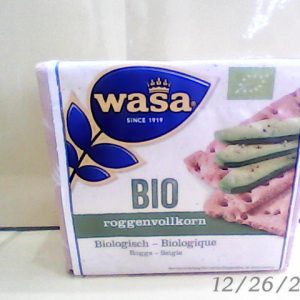 wasa
SINCE 1919
BIO
roggenvollkorn
Biologisch – Biologique
Rogge – Seigle
12/26/2